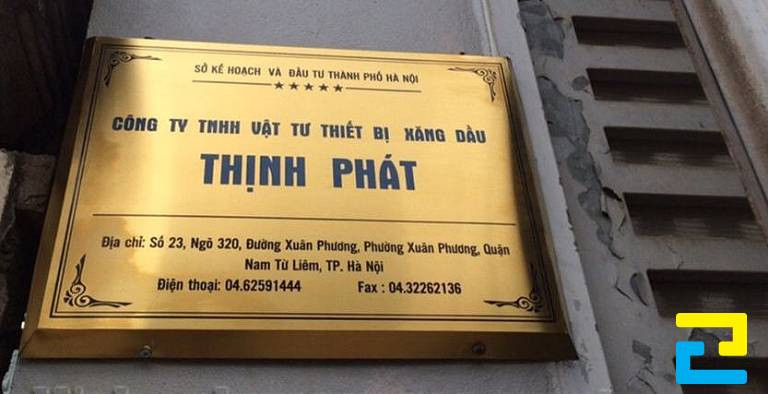 SỞ KẾ HOẠCH VÀ ĐẦU TƯ THÀNH PHỐ HÀ NỘI
CÔNG TY TNHH VẬT TƯ THIẾT BỊ XĂNG DẦU
THỊNH PHÁT
Địa chỉ: Số 23, Ngõ 320, Đường Xuân Phương, Phường Xuân Phương, Quận
Nam Từ Liêm, TP. Hà Nội
Điện thoại: 04.62591444 Fax : 04.32262136